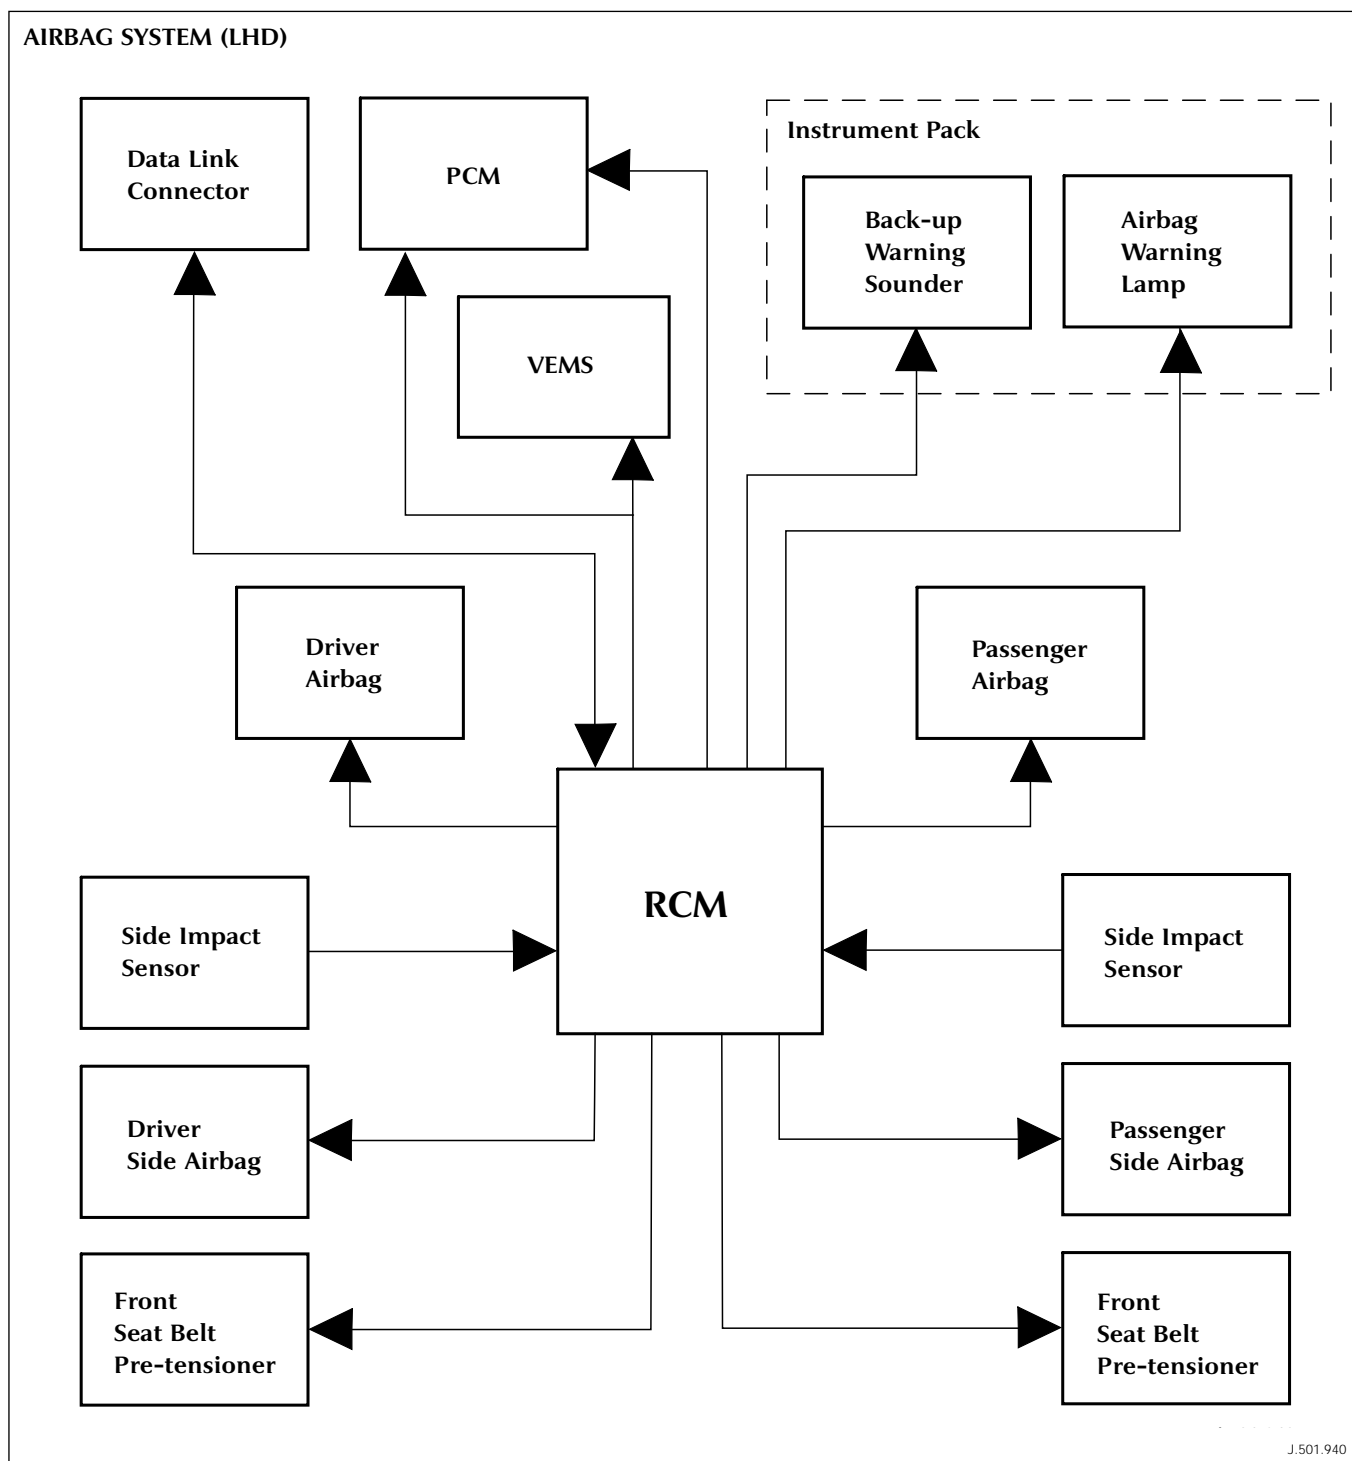 AIRBAG SYSTEM (LHD)
Data Link
Connector
PCM
Instrument Pack
Back-up
Warning
Sounder
Airbag
Warning
Lamp
VEMS
Driver
Airbag
Passenger
Airbag
RCM
Side Impact
Sensor
Side Impact
Sensor
Driver
Side Airbag
Passenger
Side Airbag
Front
Seat Belt
Pre-tensioner
Front
Seat Belt
Pre-tensioner
J.501.940